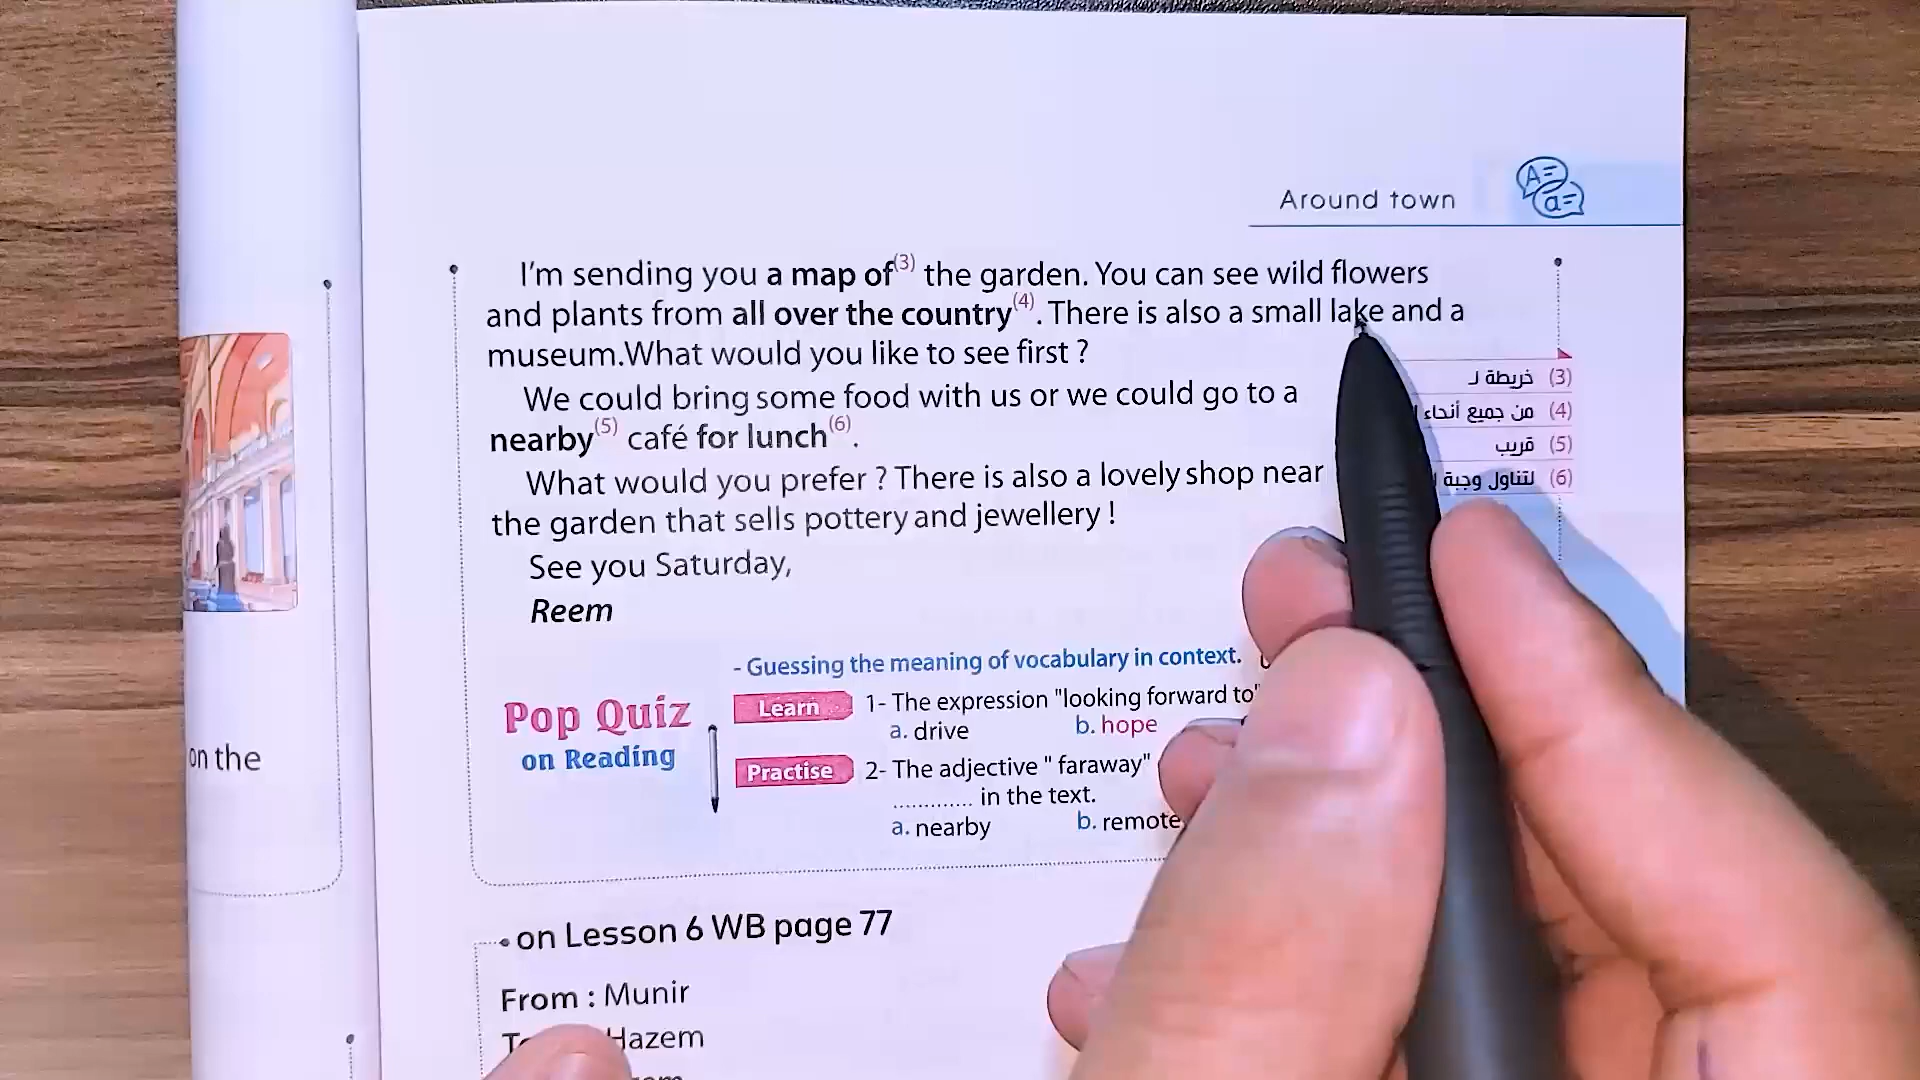 Around town
I'm sending you a map of(3) the garden. You can see wild flowers
and plants from all over the country(4). There is also a small lake and a
museum.What would you like to see first ?
We could bring some food with us or we could go to a
nearby(5) café for lunch(6).
What would you prefer ? There is also a lovely shop near
the garden that sells pottery and jewellery !
See you Saturday,
Reem
(3) خريطة لـ
(4) من جميع أنحاء
(5) قريب
(6) لتناول وجبة
- Guessing the meaning of vocabulary in context.
Pop Quiz
on Reading
Learn 1- The expression "looking forward to"
a. drive b. hope
Practise 2- The adjective " faraway"
............. in the text.
a. nearby b. remote
on the
on Lesson 6 WB page 77
From : Munir
Hazem